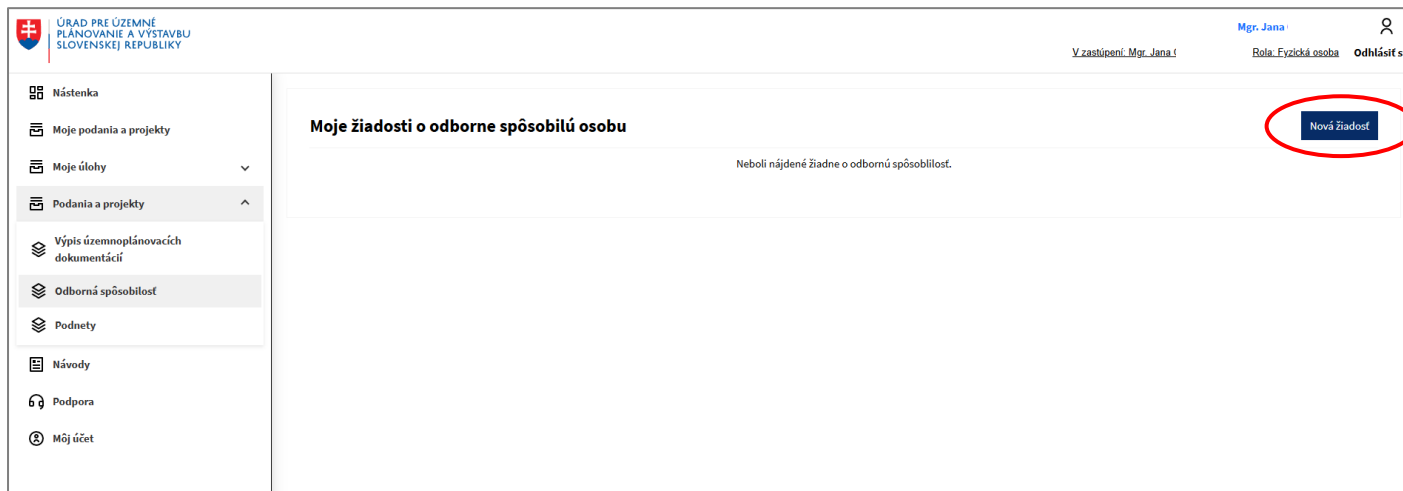 ÚRAD PRE ÚZEMNÉ
PLÁNOVANIE A VÝSTAVBU
SLOVENSKEJ REPUBLIKY
Mgr. Jana
V zastúpení: Mgr. Jana
Rola: Fyzická osoba
Odhlásiť s
Nástenka
Moje podania a projekty
Moje úlohy
Podania a projekty
Výpis územnoplánovacích
dokumentácií
Odborná spôsobilosť
Podnety
Návody
Podpora
Môj účet
Moje žiadosti o odborne spôsobilú osobu
Nová žiadosť
Neboli nájdené žiadne o odbornú spôsoblilosť.